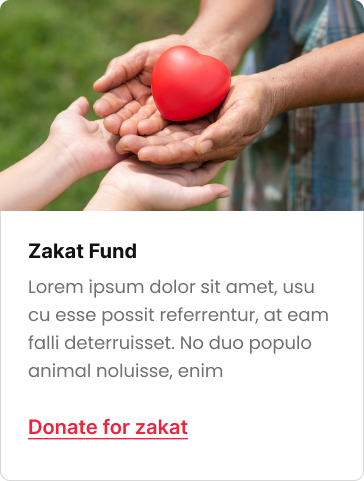 Zakat Fund
Lorem ipsum dolor sit amet, usu
cu esse possit referrentur, at eam
falli deterruisset. No duo populo
animal noluisse, enim
Donate for zakat